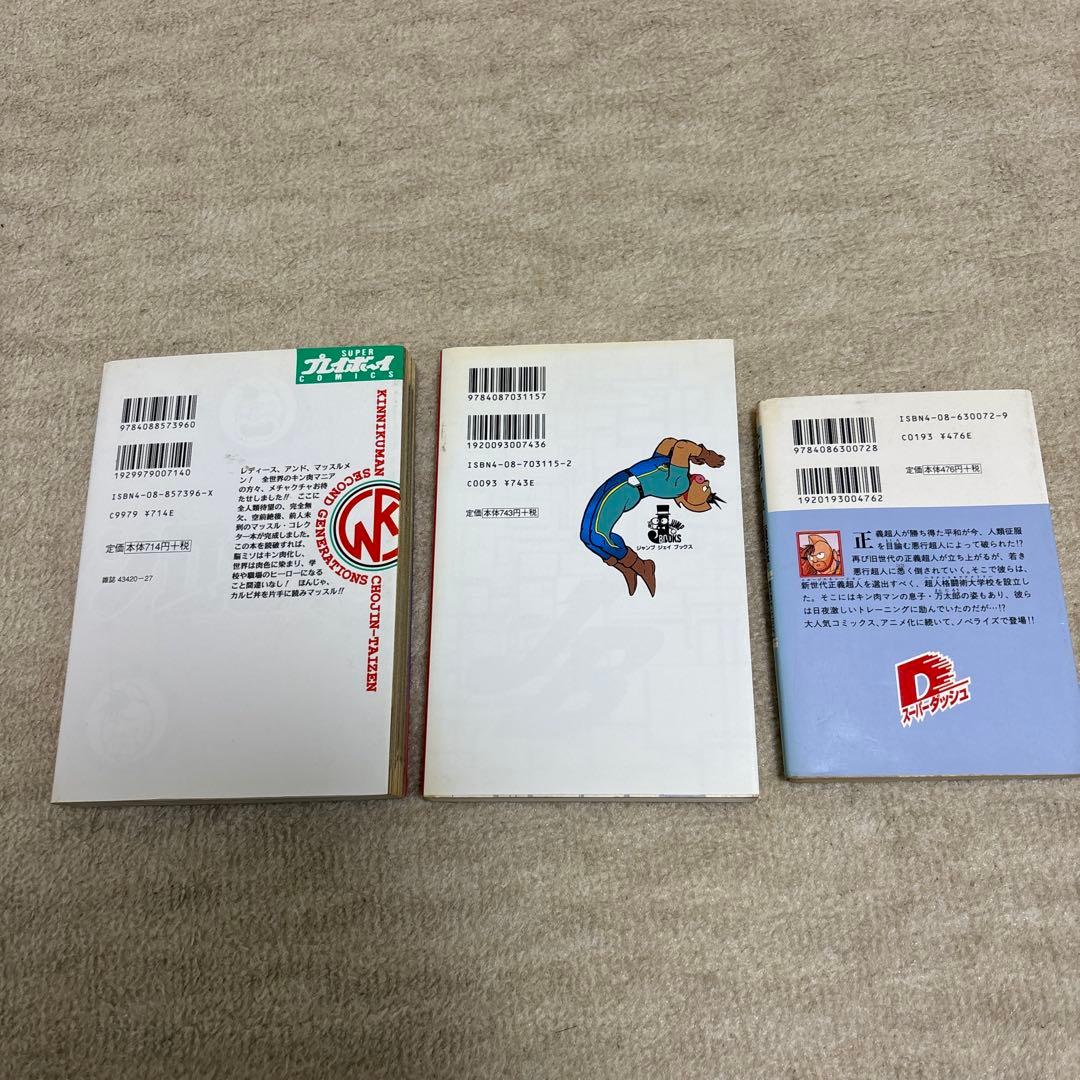 SUPER
プレイボーイ
COMICS
9784088573960
1929979007140
ISBN4-08-857396-X
C9979 ¥714E
定価 本体714円+税
雑誌 43420-27
レディース、アンド、マッスルメ
ン! 全世界のキン肉マニア
の方々、メチャクチャお待
たせしました!! ここに
全人類待望の、完全無
欠、空前絶後、前人未
到のマッスル・コレク
ター本が完成しました。
この本を読破すれば、
脳ミソはキン肉化し、
世界は肉色に染まり、学
校や職場のヒーローになる
こと間違いなし! ほんじゃ、
カルビ丼を片手に読みマッスル!!
KINNIKUMAN
SECOND GENERATIONS
CHOJIN-TAIZEN
9784087031157
1920093007436
ISBN4-08-703115-2
C0093 ¥743E
定価 本体743円+税
JUMP
J BOOKS
ジャンプ ジェイ ブックス
ISBN4-08-630072-9
C0193 ¥476E
9784086300728
定価 本体476円+税
1920193004762
正義超人が勝ち得た平和が今、人類征服
を目論む悪行超人によって破られた!?
再び旧世代の正義超人が立ち上がるが、若き
悪行超人に悉く倒されていく。そこで彼らは、
新世代正義超人を選出すべく、超人格闘術大学校を設立し
た。そこにはキン肉マンの息子・万太郎の姿もあり、彼ら
は日夜激しいトレーニングに励んでいたのだが…!?
大人気コミックス、アニメ化に続いて、ノベライズで登場!!
D
スーパーダッシュ